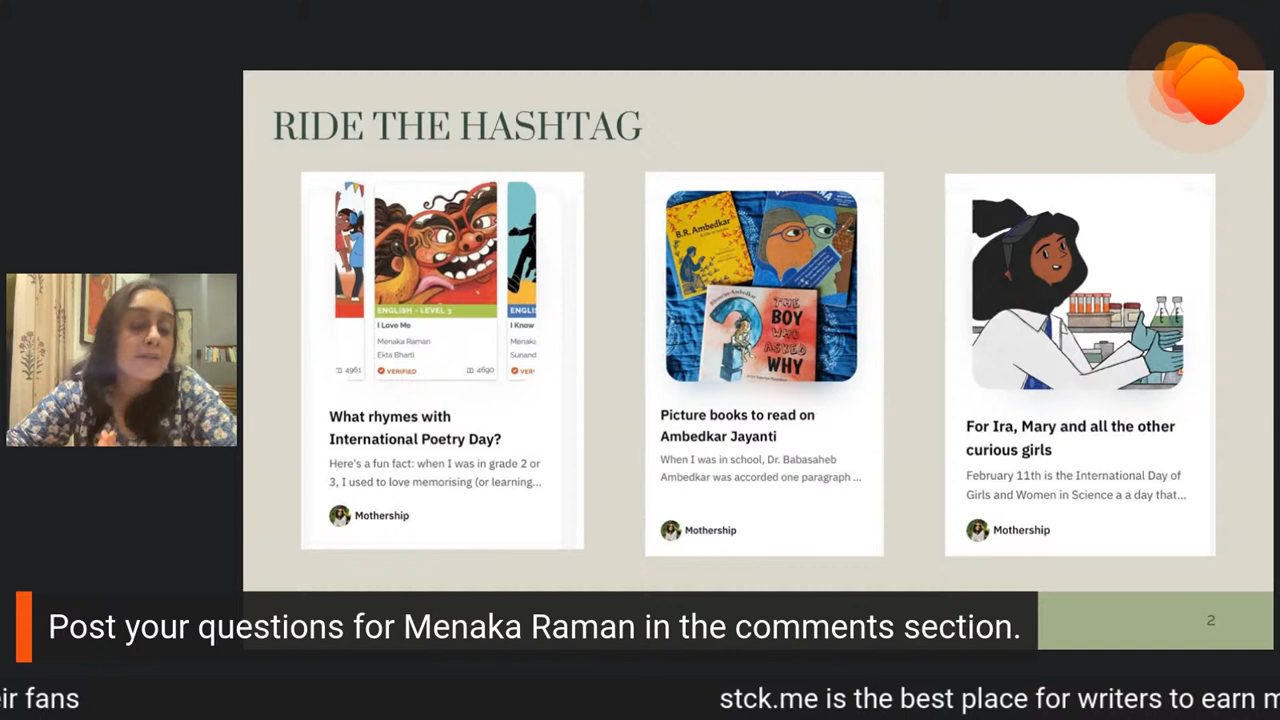 RIDE THE HASHTAG
ENGLISH - LEVEL 3
I Love Me
Menaka Raman
Ekta Bharti
VERIFIED
4690
4961
ENGLIS
I Know
Menaka
Sunand
VER
What rhymes with
International Poetry Day?
Here's a fun fact: when I was in grade 2 or
3, I used to love memorising (or learning...
Mothership
B.R. Ambedkar
THE
BOY
WHO
ASKED
WHY
Picture books to read on
Ambedkar Jayanti
When I was in school, Dr. Babasaheb
Ambedkar was accorded one paragraph ...
Mothership
For Ira, Mary and all the other
curious girls
February 11th is the International Day of
Girls and Women in Science a a day that...
Mothership
Post your questions for Menaka Raman in the comments section.
2
eir fans
stck.me is the best place for writers to earn m